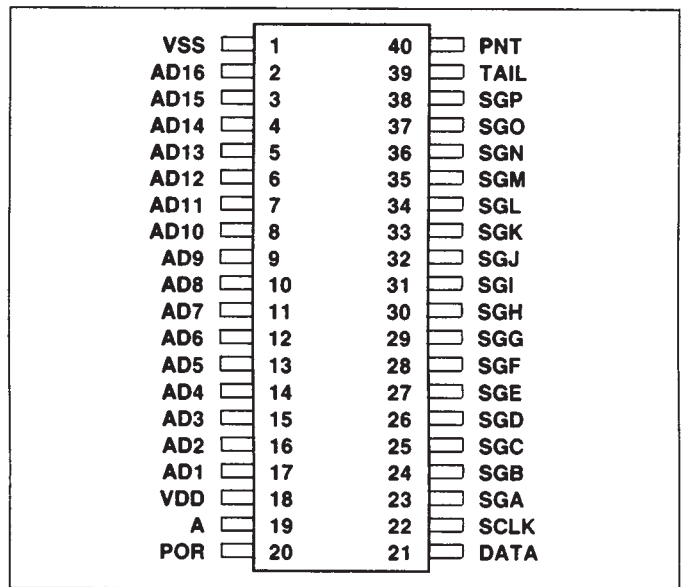 VSS 1 40 PNT
AD16 2 39 TAIL
AD15 3 38 SGP
AD14 4 37 SGO
AD13 5 36 SGN
AD12 6 35 SGM
AD11 7 34 SGL
AD10 8 33 SGK
AD9 9 32 SGJ
AD8 10 31 SGI
AD7 11 30 SGH
AD6 12 29 SGG
AD5 13 28 SGF
AD4 14 27 SGE
AD3 15 26 SGD
AD2 16 25 SGC
AD1 17 24 SGB
VDD 18 23 SGA
A 19 22 SCLK
POR 20 21 DATA